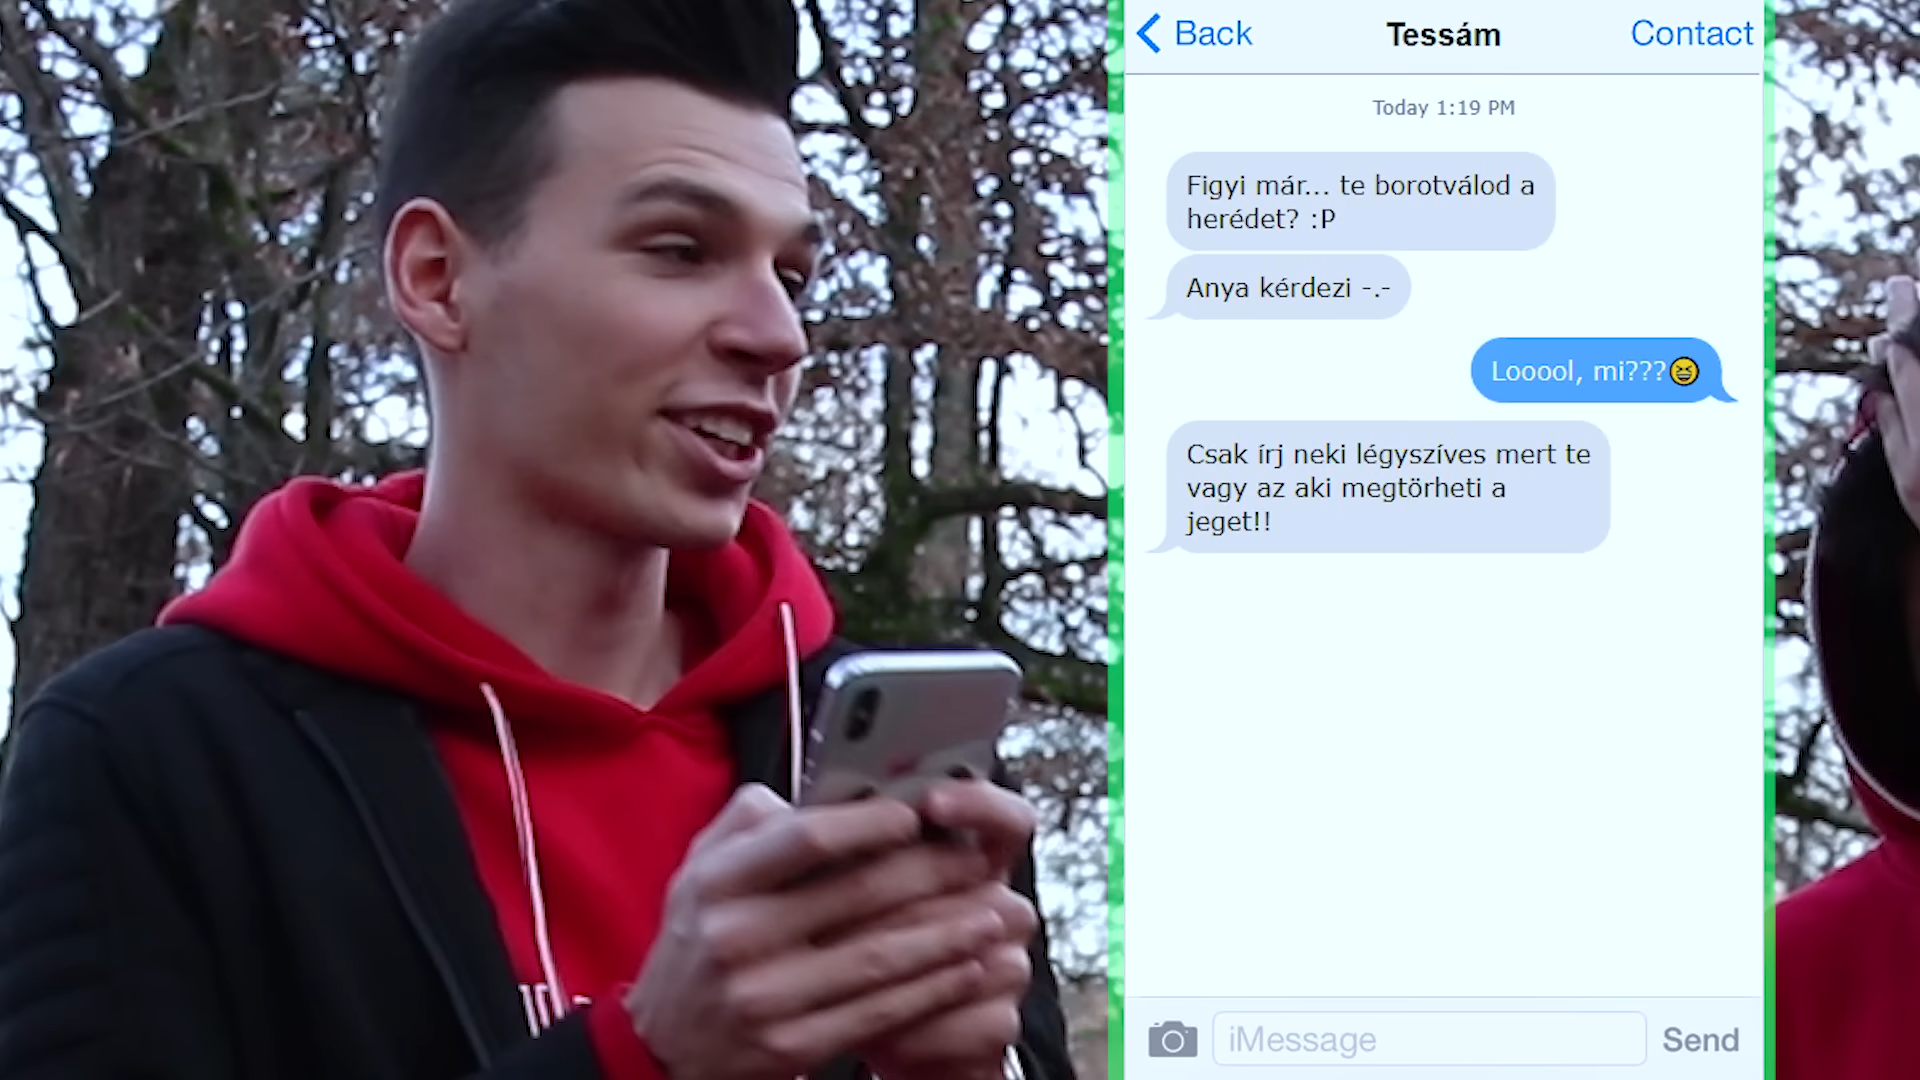 Back Tessám Contact
Today 1:19 PM
Figyi már... te borotválod a
herédet? :P
Anya kérdezi -.-
Looool, mi???😆
Csak írj neki légyszíves mert te
vagy az aki megtörheti a
jeget!!
iMessage Send